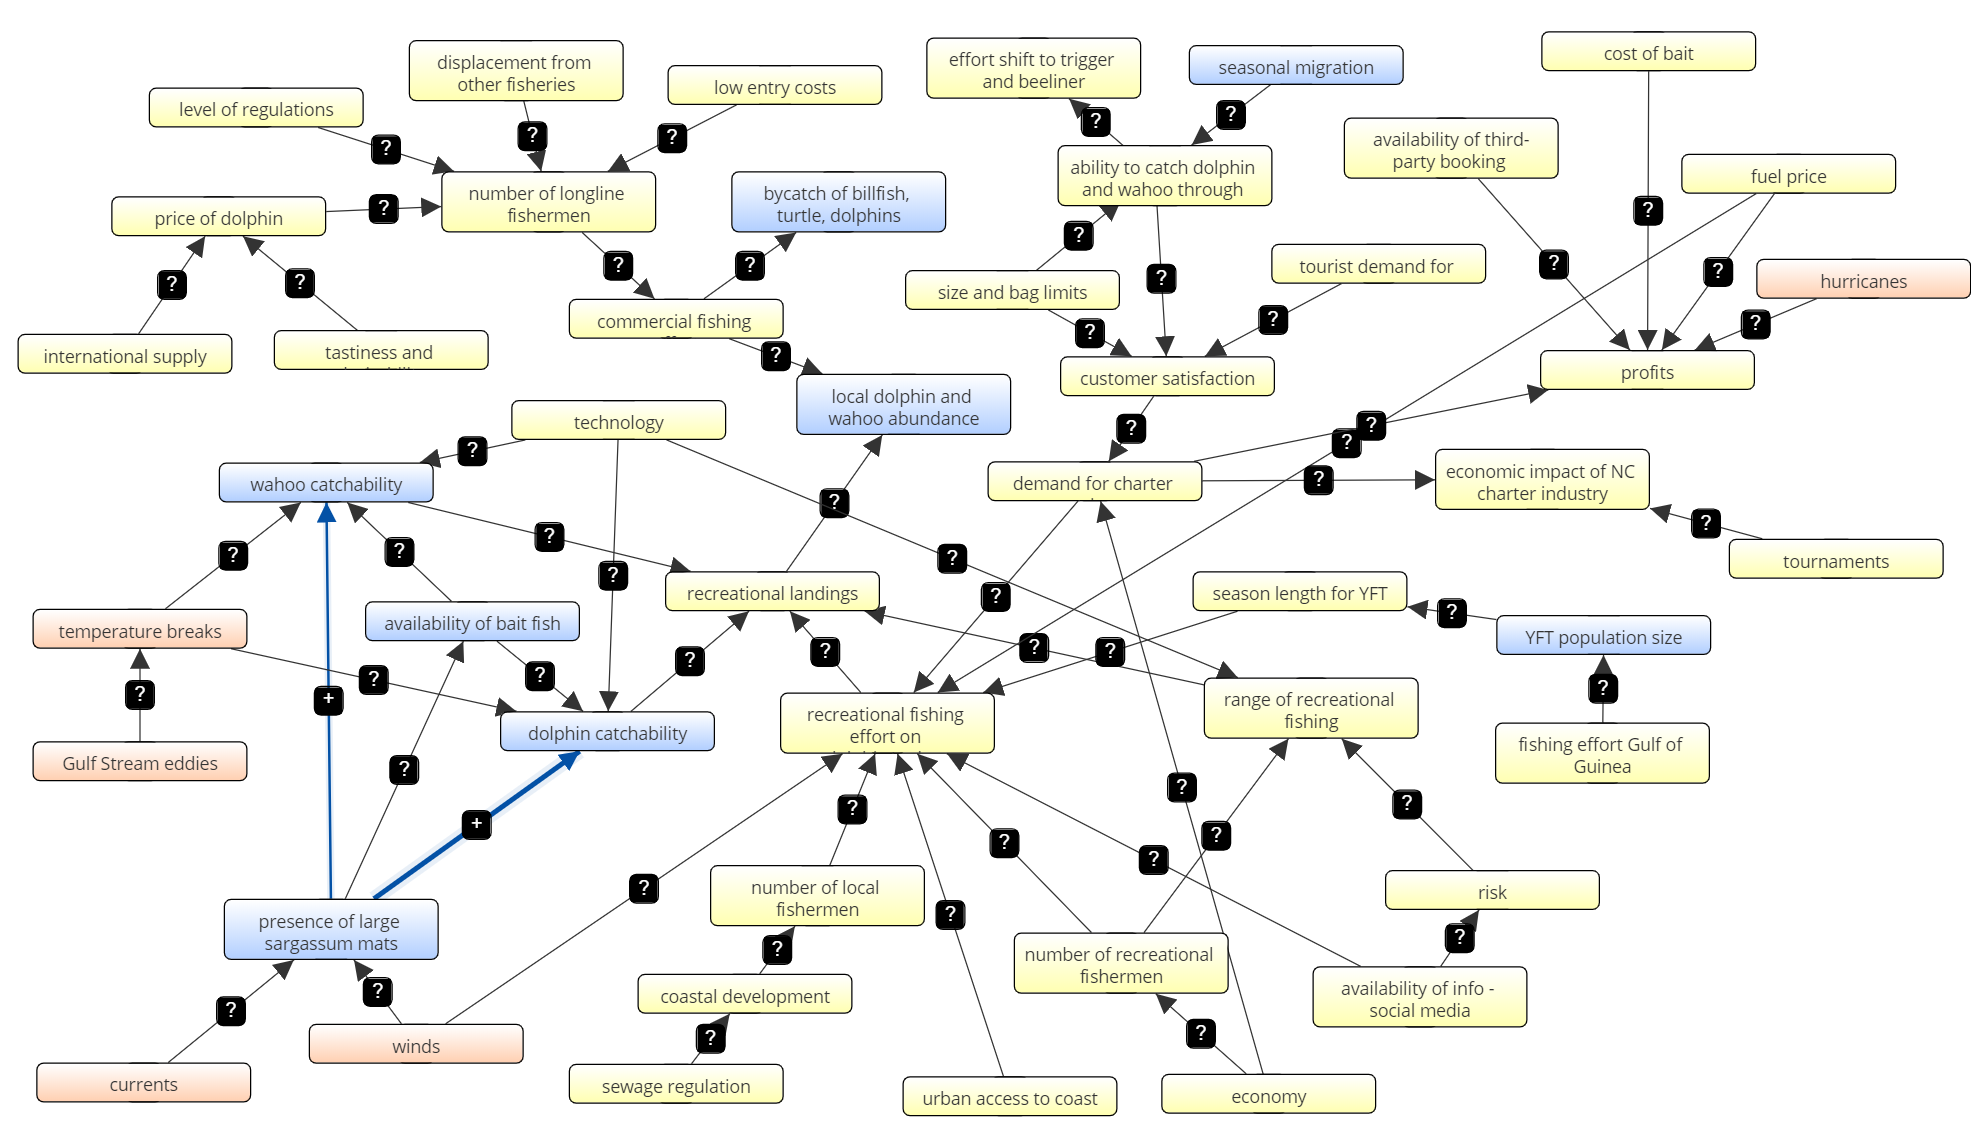 displacement from
other fisheries
effort shift to trigger
and beeliner
seasonal migration
cost of bait
level of regulations
low entry costs
?
?
?
?
?
ability to catch dolphin
and wahoo through
availability of third-
party booking
fuel price
number of longline
fishermen
bycatch of billfish,
turtle, dolphins
price of dolphin
?
?
?
?
?
?
?
?
?
size and bag limits
tourist demand for
?
?
hurricanes
international supply
tastiness and
commercial fishing
?
?
?
?
customer satisfaction
profits
local dolphin and
wahoo abundance
technology
?
?
?
?
wahoo catchability
demand for charter
?
economic impact of NC
charter industry
?
?
?
?
?
?
tournaments
?
recreational landings
?
season length for YFT
?
temperature breaks
availability of bait fish
YFT population size
?
?
?
?
?
?
?
?
+
?
range of recreational
fishing
recreational fishing
effort on
dolphin catchability
Gulf Stream eddies
fishing effort Gulf of
Guinea
?
?
?
?
+
?
?
?
?
number of local
fishermen
risk
presence of large
sargassum mats
?
?
?
number of recreational
fishermen
coastal development
availability of info -
social media
?
?
?
?
winds
currents
sewage regulation
urban access to coast
economy